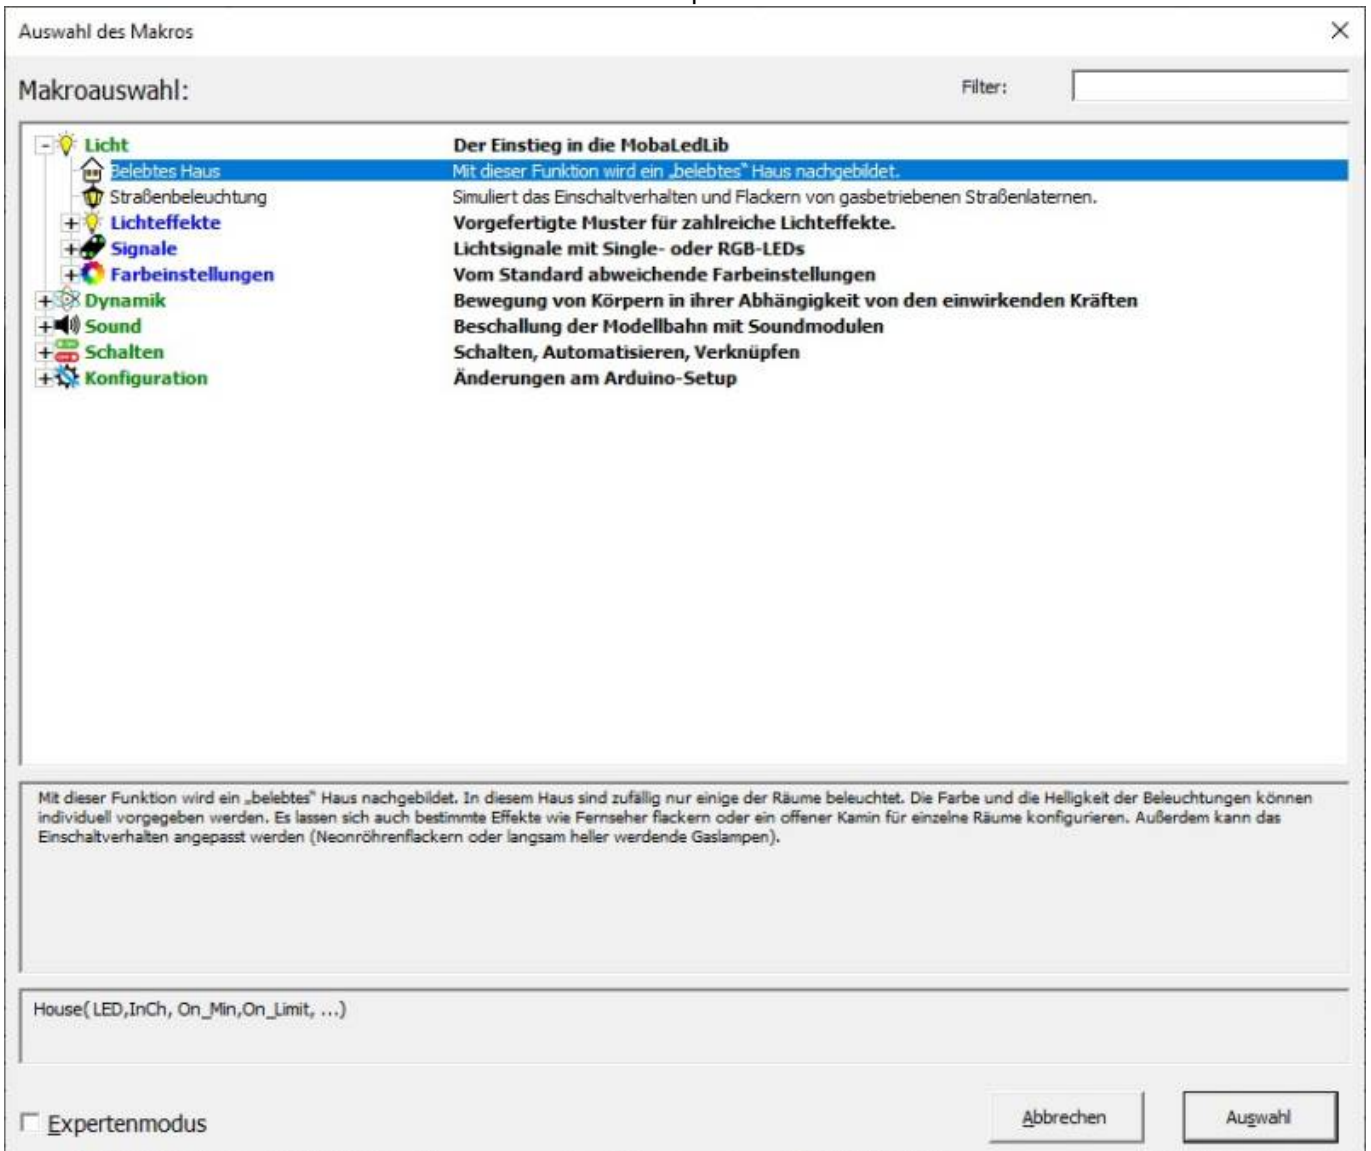 Auswahl des Makros
Makroauswahl:
Filter:
Licht Der Einstieg in die MobaLedLib
Belebtes Haus Mit dieser Funktion wird ein „belebtes" Haus nachgebildet.
Straßenbeleuchtung Simuliert das Einschaltverhalten und Flackern von gasbetriebenen Straßenlaternen.
Lichteffekte Vorgefertigte Muster für zahlreiche Lichteffekte.
Signale Lichtsignale mit Single- oder RGB-LEDs
Farbeinstellungen Vom Standard abweichende Farbeinstellungen
Dynamik Bewegung von Körpern in ihrer Abhängigkeit von den einwirkenden Kräften
Sound Beschallung der Modellbahn mit Soundmodulen
Schalten Schalten, Automatisieren, Verknüpfen
Konfiguration Änderungen am Arduino-Setup
Mit dieser Funktion wird ein „belebtes" Haus nachgebildet. In diesem Haus sind zufällig nur einige der Räume beleuchtet. Die Farbe und die Helligkeit der Beleuchtungen können
individuell vorgegeben werden. Es lassen sich auch bestimmte Effekte wie Fernseher flackern oder ein offener Kamin für einzelne Räume konfigurieren. Außerdem kann das
Einschaltverhalten angepasst werden (Neonröhrenflackern oder langsam heller werdende Gaslampen).
House( LED,InCh, On_Min,On_Limit, ...)
Expertenmodus
Abbrechen
Auswahl